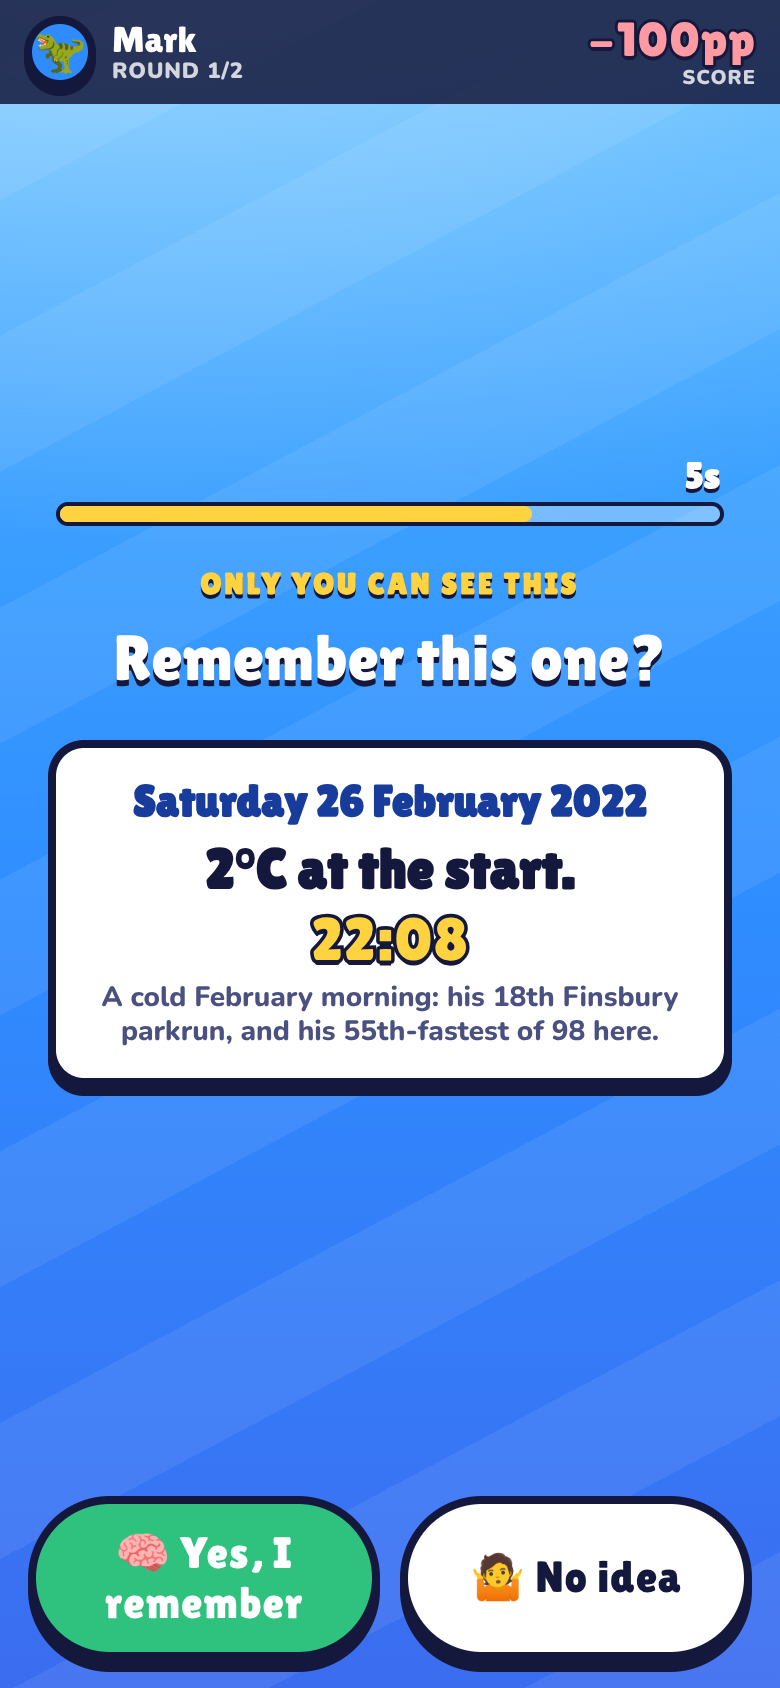 Mark
ROUND 1/2
-100pp
SCORE
5s
ONLY YOU CAN SEE THIS
Remember this one?
Saturday 26 February 2022
2°C at the start.
22:08
A cold February morning: his 18th Finsbury
parkrun, and his 55th-fastest of 98 here.
Yes, I
remember
No idea